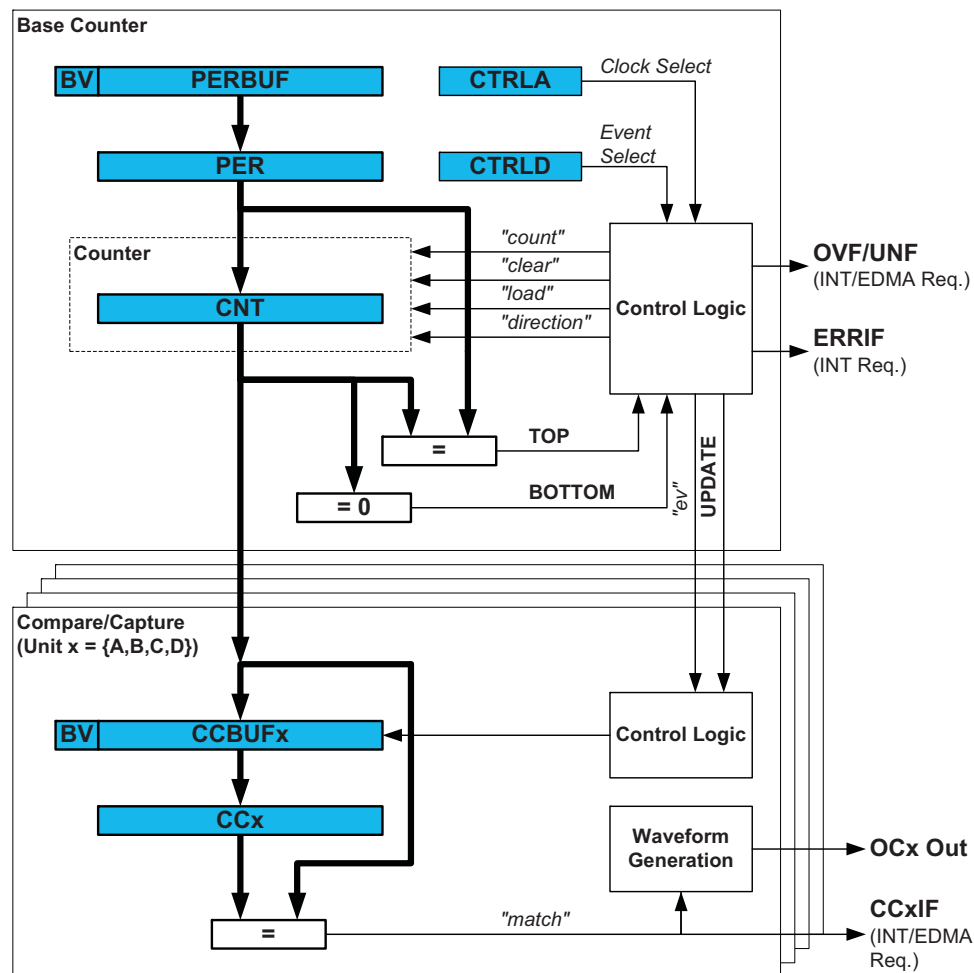 Base Counter
BV
PERBUF
CTRLA
Clock Select
PER
CTRLD
Event
Select
Counter
CNT
"count"
"clear"
"load"
"direction"
Control Logic
OVF/UNF
(INT/EDMA Req.)
ERRIF
(INT Req.)
=
TOP
= 0
BOTTOM
"ev"
UPDATE
Compare/Capture
(Unit x = {A,B,C,D})
BV
CCBUFx
Control Logic
CCx
Waveform
Generation
OCx Out
=
"match"
CCxIF
(INT/EDMA
Req.)